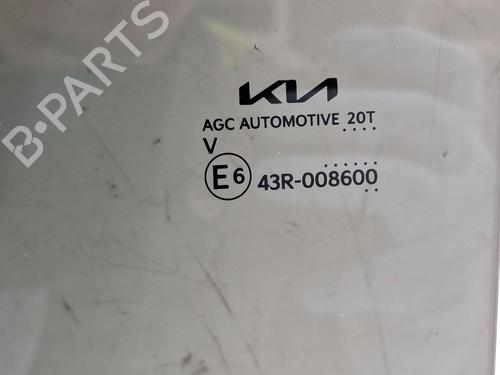 B-PARTS
KIA
AGC AUTOMOTIVE 20T
V
E6 43R-008600